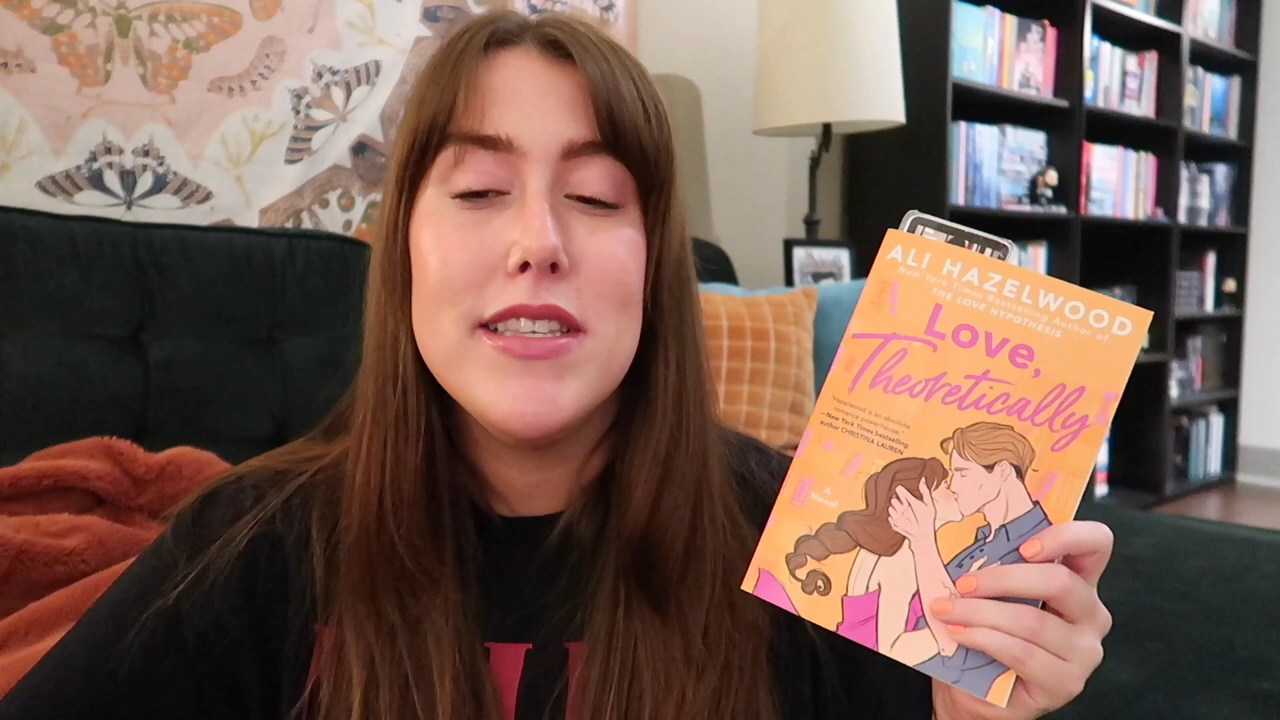 ALI HAZELWOOD
New York Times Bestselling Author of
THE LOVE HYPOTHESIS
Love,
Theoretically
"Hazelwood is an absolute
romance powerhouse."
—New York Times bestselling
author CHRISTINA LAUREN
A
Novel